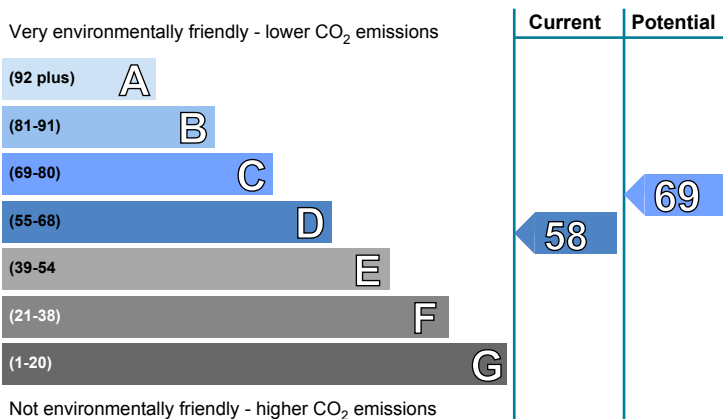 Current Potential
Very environmentally friendly - lower CO2 emissions
(92 plus) A
(81-91) B
(69-80) C
69
(55-68) D
58
(39-54 E
(21-38) F
(1-20) G
Not environmentally friendly - higher CO2 emissions